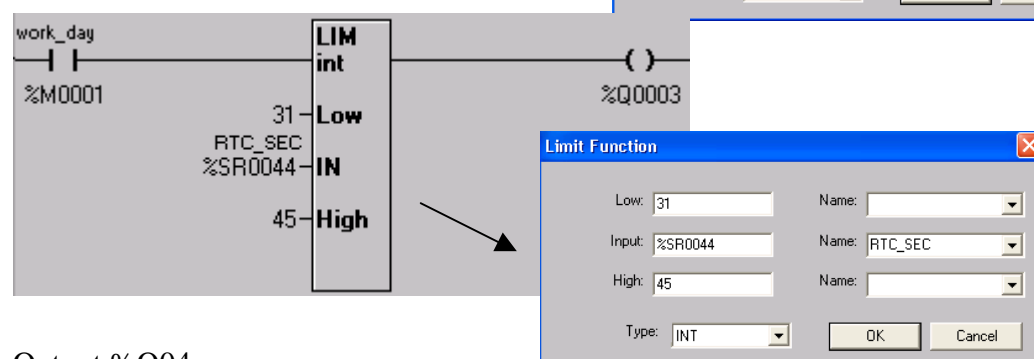 work_day
LIM
int
%M0001
%Q0003
31
Low
RTC_SEC
%SR0044
IN
45
High
Limit Function
Low: 31 Name:
Input: %SR0044 Name: RTC_SEC
High: 45 Name:
Type: INT OK Cancel